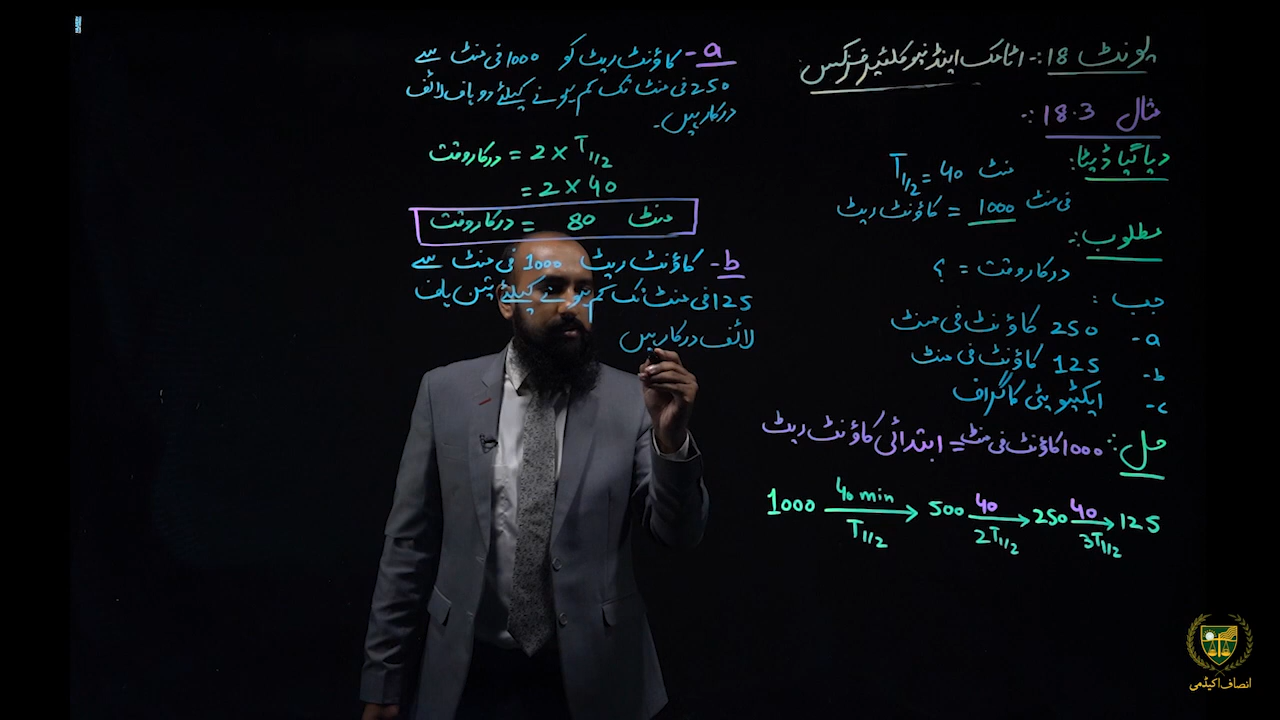 یونٹ 18:- اٹامک اینڈ نیوکلئیر فزکس
مثال 18.3 :-
دیا گیا ڈیٹا:
T1/2 = 40 منٹ
کاؤنٹ ریٹ = 1000 فی منٹ
مطلوب:-
درکار وقت = ؟
جب :
a- 250 کاؤنٹ فی منٹ
b- 125 کاؤنٹ فی منٹ
c- ایکٹیویٹی کا گراف
حل :
ابتدائی کاؤنٹ ریٹ = 1000 کاؤنٹ فی منٹ
1000 40 min T1/2 → 500 40 2T1/2 → 250 40 3T1/2 → 125
a- کاؤنٹ ریٹ کو 1000 فی منٹ سے
250 فی منٹ تک کم ہونے کیلئے دو ہاف لائف
درکار ہیں۔
درکار وقت = 2 × T1/2
= 2 × 40
درکار وقت = 80 منٹ
b- کاؤنٹ ریٹ 1000 فی منٹ سے
125 فی منٹ تک کم ہونے کیلئے تین ہاف
لائف درکار ہیں
انصاف اکیڈمی